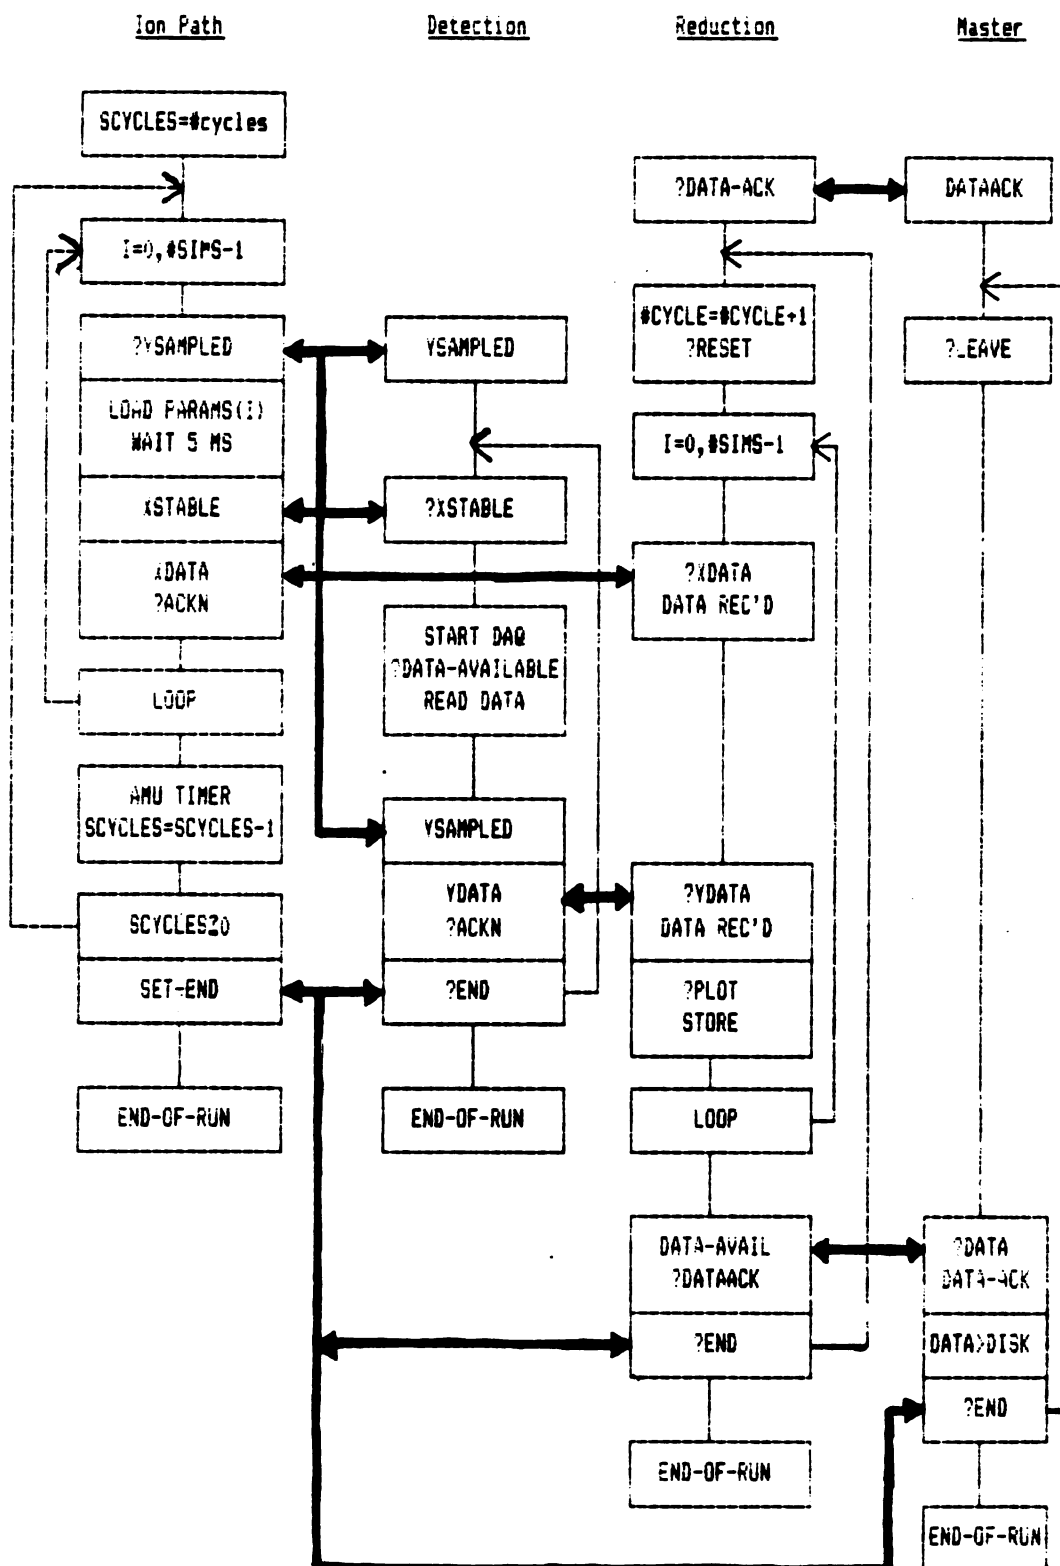 Ion Path
SCYCLES=#cycles
I=0,#SIMS-1
?YSAMPLED
LOAD PARAMS(I)
WAIT 5 MS
XSTABLE
XDATA
?ACKN
LOOP
AMU TIMER
SCYCLES=SCYCLES-1
SET-END
END-OF-RUN
Detection
YSAMPLED
?XSTABLE
START DAQ
?DATA-AVAILABLE
READ DATA
YSAMPLED
YDATA
?ACKN
?END
END-OF-RUN
Reduction
?DATA-ACK
#CYCLE=#CYCLE+1
?RESET
I=0,#SIMS-1
?XDATA
DATA REC'D
?YDATA
DATA REC'D
?PLOT
STORE
LOOP
DATA-AVAIL
?DATAACK
?END
END-OF-RUN
Master
DATAACK
?LEAVE
?DATA
DATA-ACK
DATA>DISK
?END
END-OF-RUN